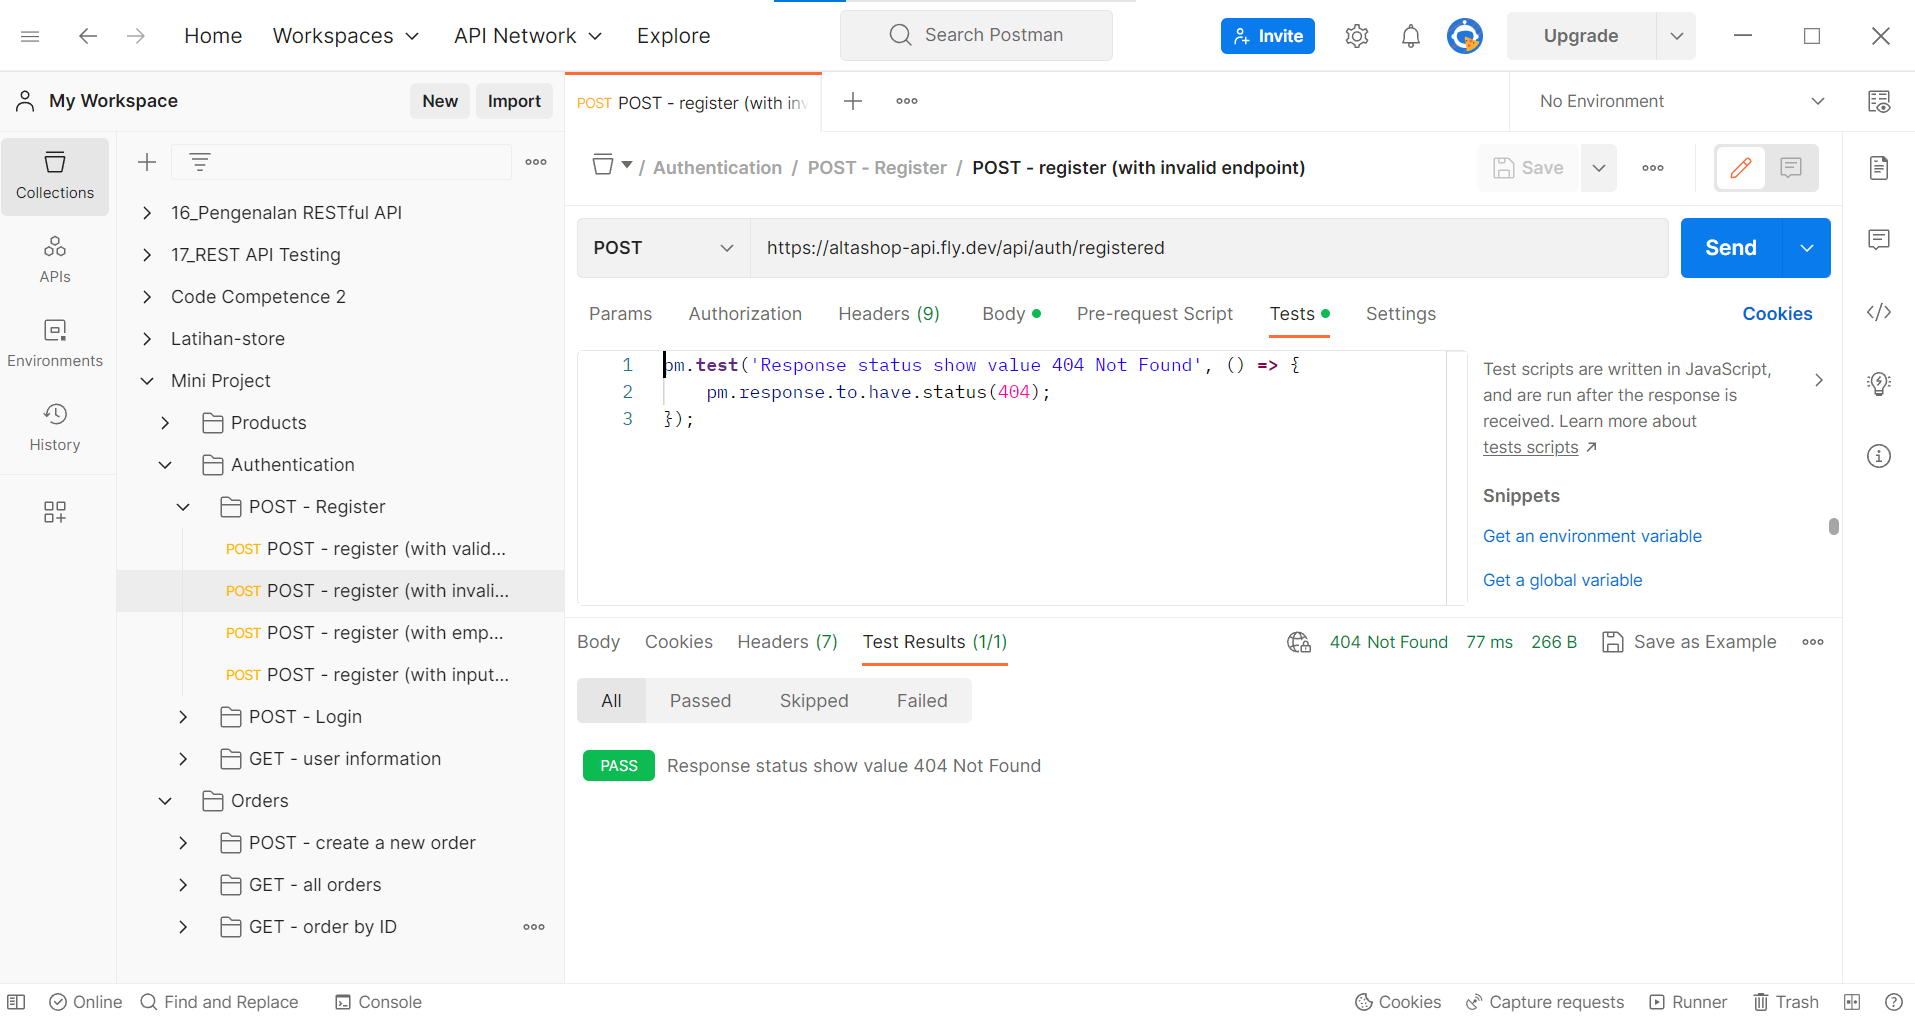 Home Workspaces API Network Explore Search Postman Invite Upgrade
My Workspace New Import
POST POST - register (with inv No Environment
Collections
APIs
Environments
History
16_Pengenalan RESTful API
17_REST API Testing
Code Competence 2
Latihan-store
Mini Project
Products
Authentication
POST - Register
POST POST - register (with valid...
POST POST - register (with invali...
POST POST - register (with emp...
POST POST - register (with input...
POST - Login
GET - user information
Orders
POST - create a new order
GET - all orders
GET - order by ID
/ Authentication / POST - Register / POST - register (with invalid endpoint) Save
POST https://altashop-api.fly.dev/api/auth/registered Send
Params Authorization Headers (9) Body Pre-request Script Tests Settings Cookies
1 pm.test('Response status show value 404 Not Found', () => {
2 pm.response.to.have.status(404);
3 });
Test scripts are written in JavaScript,
and are run after the response is
received. Learn more about
tests scripts
Snippets
Get an environment variable
Get a global variable
Body Cookies Headers (7) Test Results (1/1) 404 Not Found 77 ms 266 B Save as Example
All Passed Skipped Failed
PASS Response status show value 404 Not Found
Online Find and Replace Console Cookies Capture requests Runner Trash